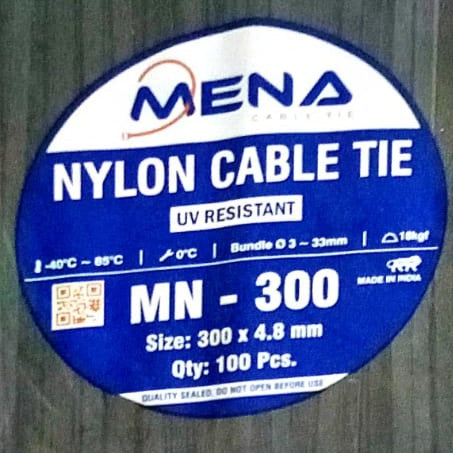 MENA
CABLE TIE
NYLON CABLE TIE
UV RESISTANT
-40°C ~ 85°C | 0°C | Bundle Ø 3 ~ 33mm | 18kgf
MADE IN INDIA
MN - 300
Size: 300 x 4.8 mm
Qty: 100 Pcs.
QUALITY SEALED, DO NOT OPEN BEFORE USE